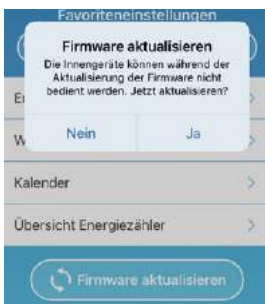 Favoriteneinstellungen
Firmware aktualisieren
Die Innengeräte können während der
Aktualisierung der Firmware nicht
bedient werden. Jetzt aktualisieren?
Nein
Ja
Kalender
Übersicht Energiezähler
Firmware aktualisieren